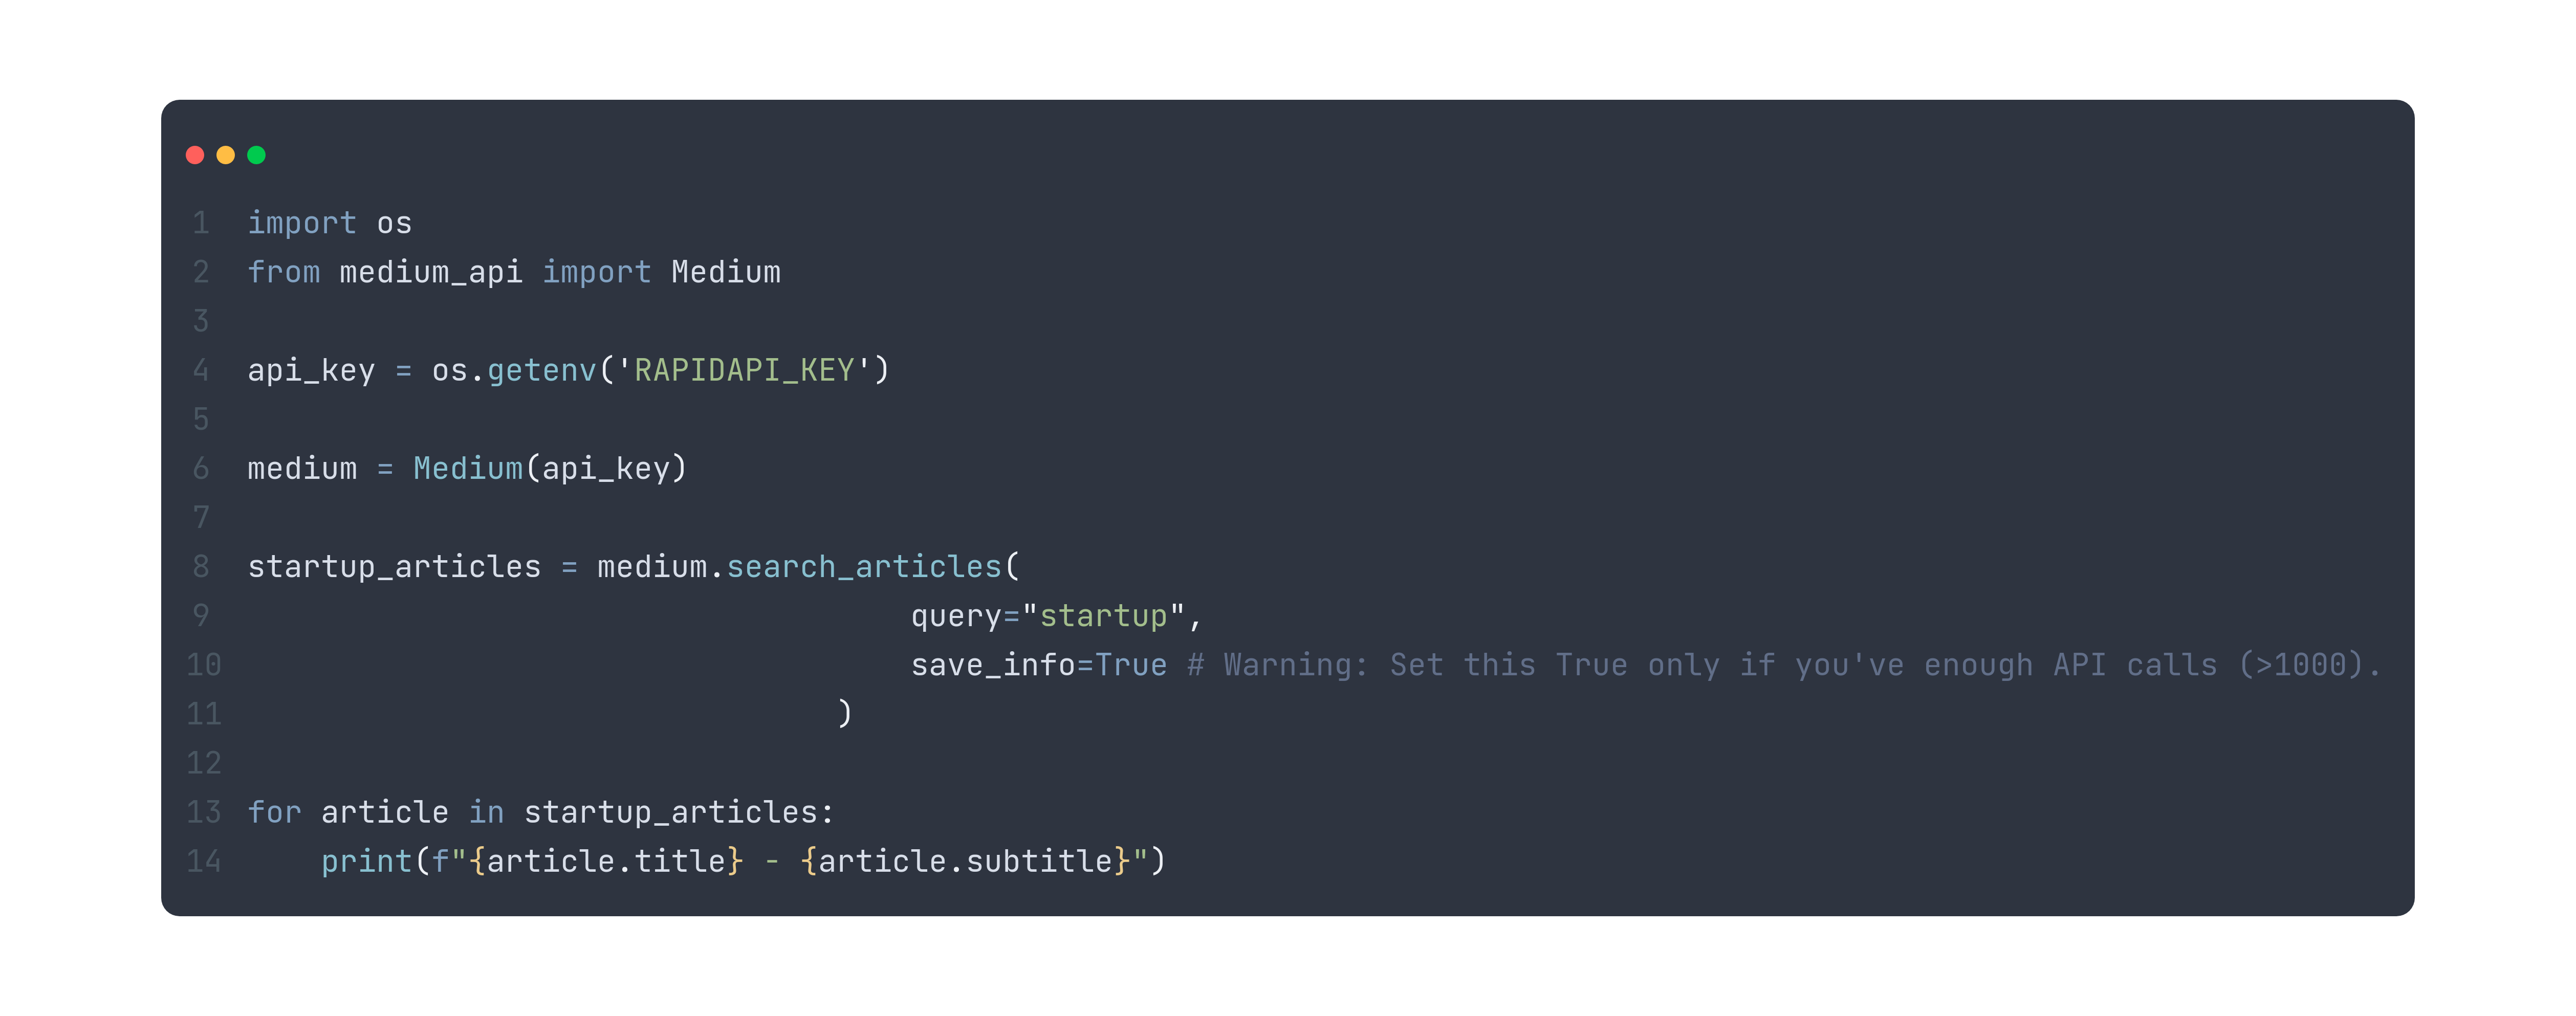 1 import os
2 from medium_api import Medium
3
4 api_key = os.getenv('RAPIDAPI_KEY')
5
6 medium = Medium(api_key)
7
8 startup_articles = medium.search_articles(
9                                     query="startup",
10                                     save_info=True # Warning: Set this True only if you've enough API calls (>1000).
11                                 )
12
13 for article in startup_articles:
14     print(f"{article.title} - {article.subtitle}")